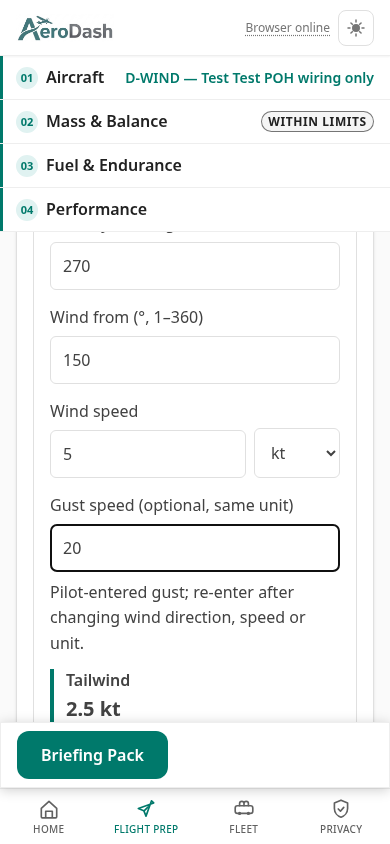 AeroDash
Browser online
01 Aircraft D-WIND — Test Test POH wiring only
02 Mass & Balance WITHIN LIMITS
03 Fuel & Endurance
04 Performance
270
Wind from (°, 1–360)
150
Wind speed
5 kt
Gust speed (optional, same unit)
20
Pilot-entered gust; re-enter after
changing wind direction, speed or
unit.
Tailwind
2.5 kt
Briefing Pack
HOME FLIGHT PREP FLEET PRIVACY